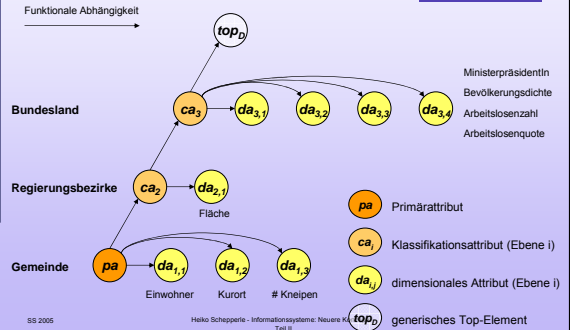 Funktionale Abhängigkeit
top_D
MinisterpräsidentIn
Bevölkerungsdichte
Arbeitslosenzahl
Arbeitslosenquote
Bundesland
ca_3
da_3,1
da_3,2
da_3,3
da_3,4
Regierungsbezirke
ca_2
da_2,1
Fläche
pa
Primärattribut
ca_i
Klassifikationsattribut (Ebene i)
Gemeinde
pa
da_1,1
da_1,2
da_1,3
da_i,j
dimensionales Attribut (Ebene i)
Einwohner
Kurort
# Kneipen
top_D
generisches Top-Element
SS 2005
Heiko Schepperle - Informationssysteme: Neuere
Teil II